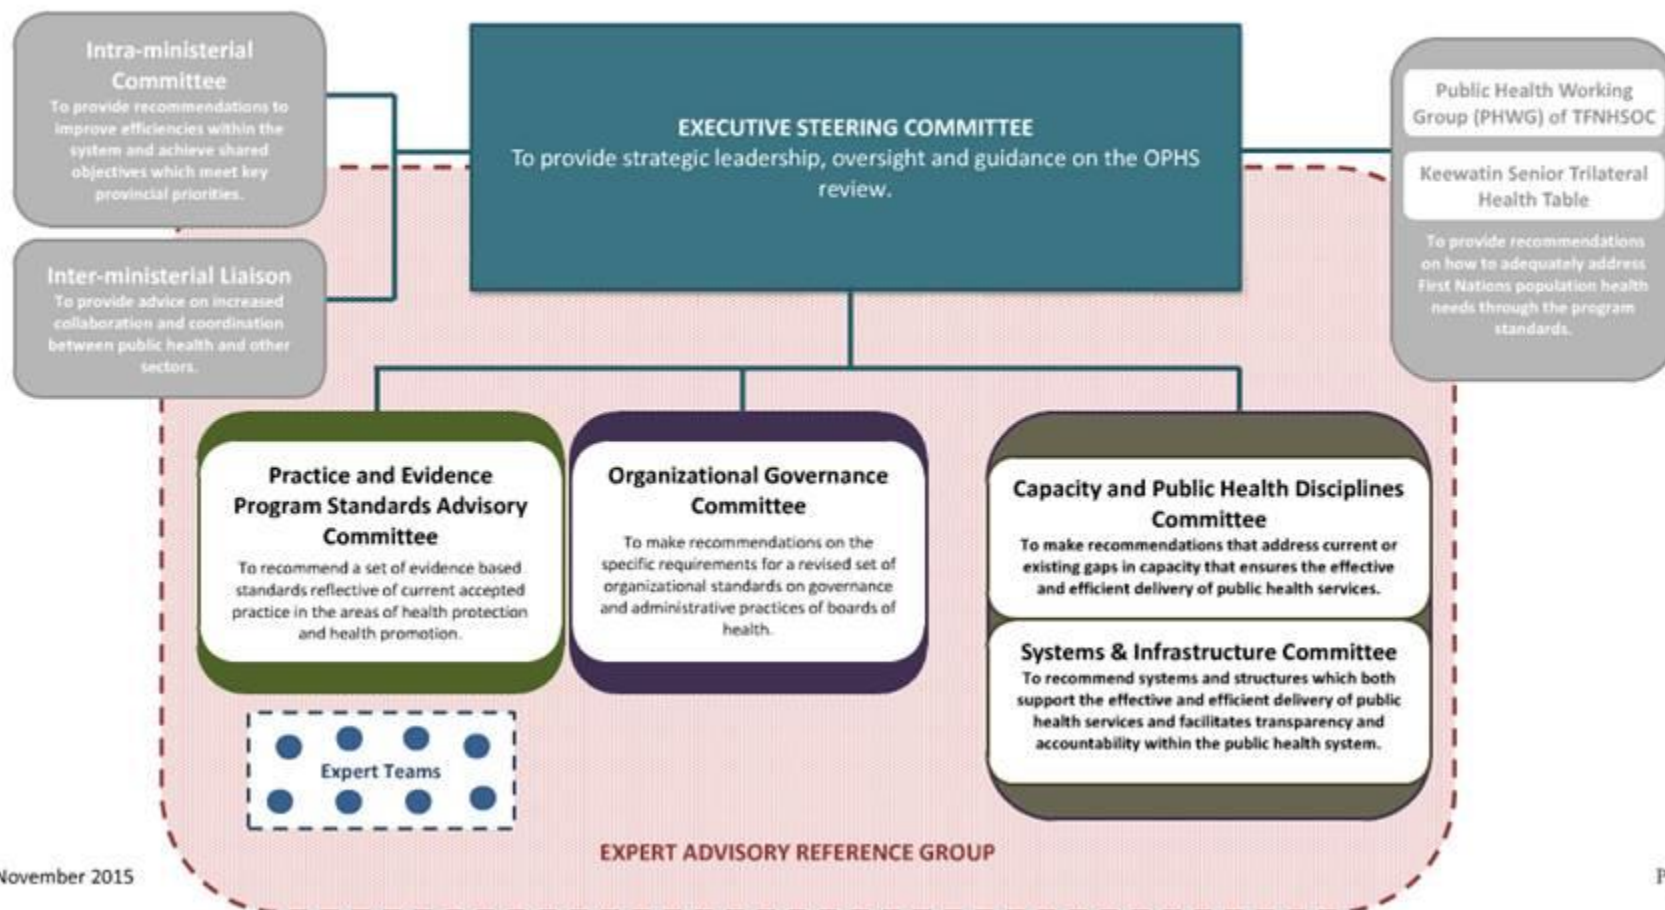 Intra-ministerial
Committee
To provide recommendations to
improve efficiencies within the
system and achieve shared
objectives which meet key
provincial priorities.
Inter-ministerial Liaison
To provide advice on increased
collaboration and coordination
between public health and other
sectors.
EXECUTIVE STEERING COMMITTEE
To provide strategic leadership, oversight and guidance on the OPHS
review.
Public Health Working
Group (PHWG) of TFNHSOC
Keewatin Senior Trilateral
Health Table
To provide recommendations
on how to adequately address
First Nations population health
needs through the program
standards.
Practice and Evidence
Program Standards Advisory
Committee
To recommend a set of evidence based
standards reflective of current accepted
practice in the areas of health protection
and health promotion.
Organizational Governance
Committee
To make recommendations on the
specific requirements for a revised set of
organizational standards on governance
and administrative practices of boards of
health.
Capacity and Public Health Disciplines
Committee
To make recommendations that address current or
existing gaps in capacity that ensures the effective
and efficient delivery of public health services.
Systems & Infrastructure Committee
To recommend systems and structures which both
support the effective and efficient delivery of public
health services and facilitates transparency and
accountability within the public health system.
Expert Teams
EXPERT ADVISORY REFERENCE GROUP
November 2015
P